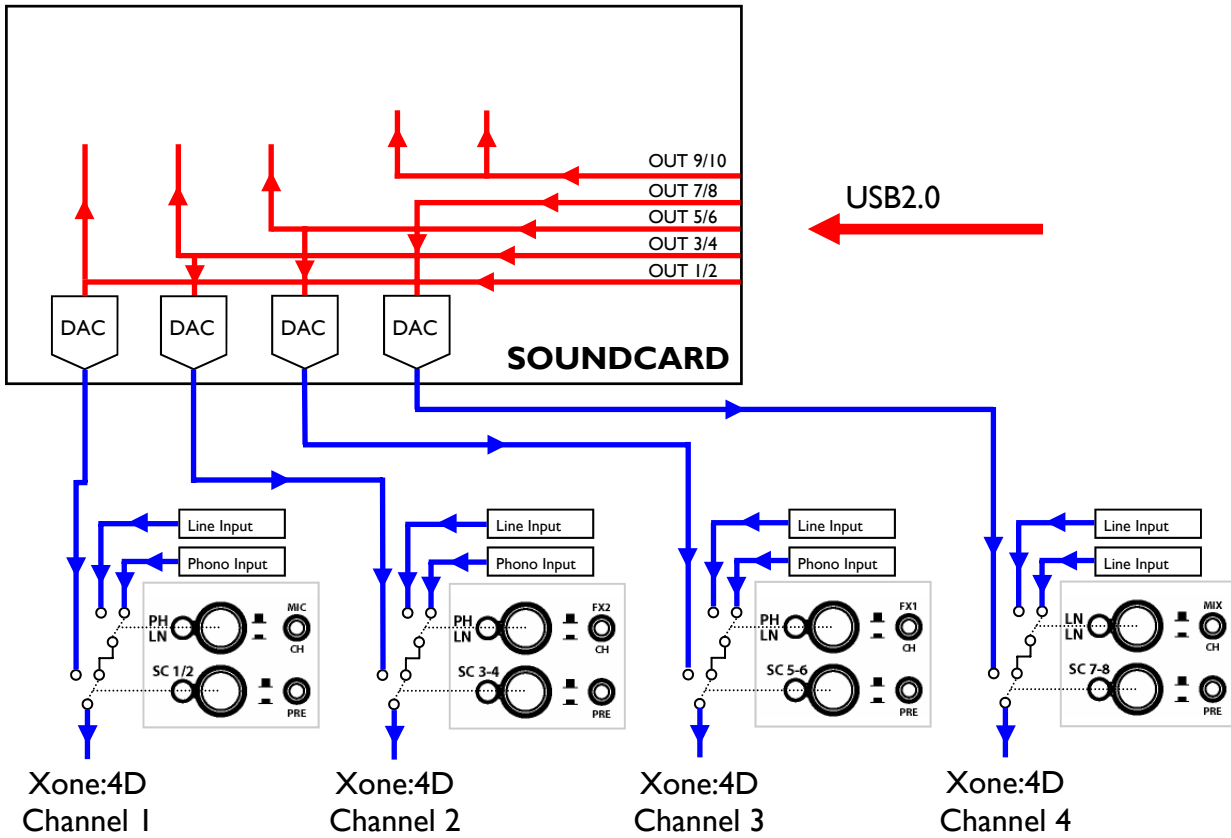 OUT 9/10
OUT 7/8
USB2.0
OUT 5/6
OUT 3/4
OUT 1/2
DAC
DAC
DAC
DAC
SOUNDCARD
Line Input
Phono Input
PH
LN
MIC
CH
SC 1/2
PRE
Xone:4D
Channel 1
Line Input
Phono Input
PH
LN
FX2
CH
SC 3-4
PRE
Xone:4D
Channel 2
Line Input
Phono Input
PH
LN
FX1
CH
SC 5-6
PRE
Xone:4D
Channel 3
Line Input
Line Input
LN
LN
MIX
CH
SC 7-8
PRE
Xone:4D
Channel 4